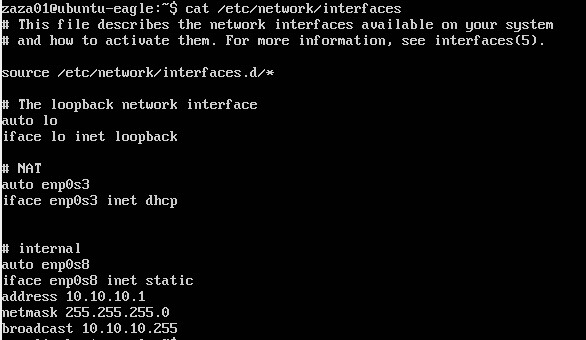 zaza01@ubuntu-eagle:~$ cat /etc/network/interfaces
# This file describes the network interfaces available on your system
# and how to activate them. For more information, see interfaces(5).
source /etc/network/interfaces.d/*
# The loopback network interface
auto lo
iface lo inet loopback
# NAT
auto enp0s3
iface enp0s3 inet dhcp
# internal
auto enp0s8
iface enp0s8 inet static
address 10.10.10.1
netmask 255.255.255.0
broadcast 10.10.10.255